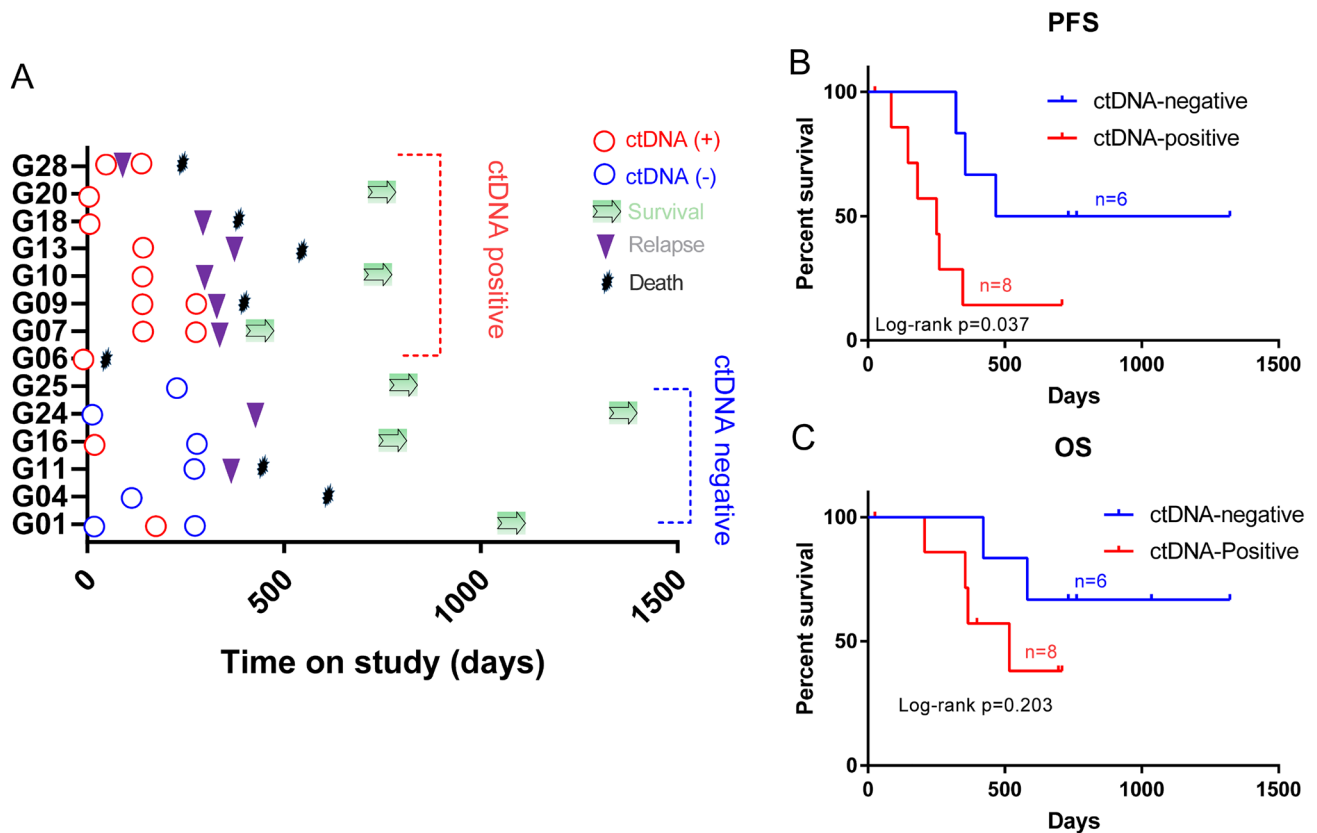 A
G28
G20
G18
G13
G10
G09
G07
G06
G25
G24
G16
G11
G04
G01
0
500
1000
1500
Time on study (days)
ctDNA (+)
ctDNA (-)
Survival
Relapse
Death
ctDNA positive
ctDNA negative
PFS
B
Percent survival
100
50
0
ctDNA-negative
ctDNA-positive
n=6
n=8
Log-rank p=0.037
0
500
1000
1500
Days
C
OS
Percent survival
100
50
0
ctDNA-negative
ctDNA-Positive
n=6
n=8
Log-rank p=0.203
0
500
1000
1500
Days